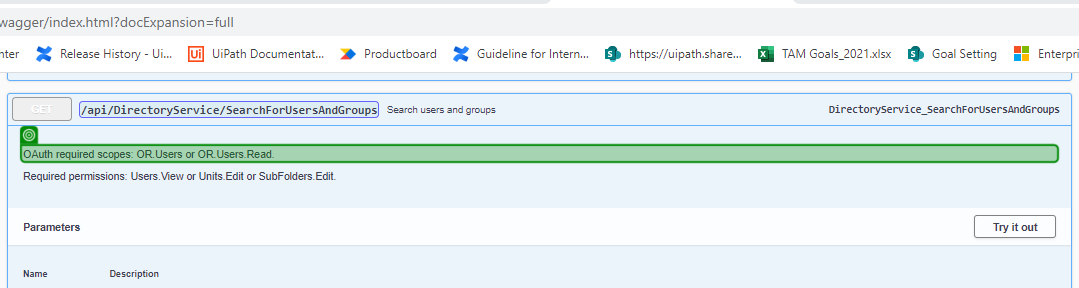 wagger/index.html?docExpansion=full
nter Release History - Ui... UiPath Documentat... Productboard Guideline for Intern... https://uipath.share... TAM Goals_2021.xlsx Goal Setting Enterpri
GET /api/DirectoryService/SearchForUsersAndGroups Search users and groups DirectoryService_SearchForUsersAndGroups
OAuth required scopes: OR.Users or OR.Users.Read.
Required permissions: Users.View or Units.Edit or SubFolders.Edit.
Parameters Try it out
Name Description